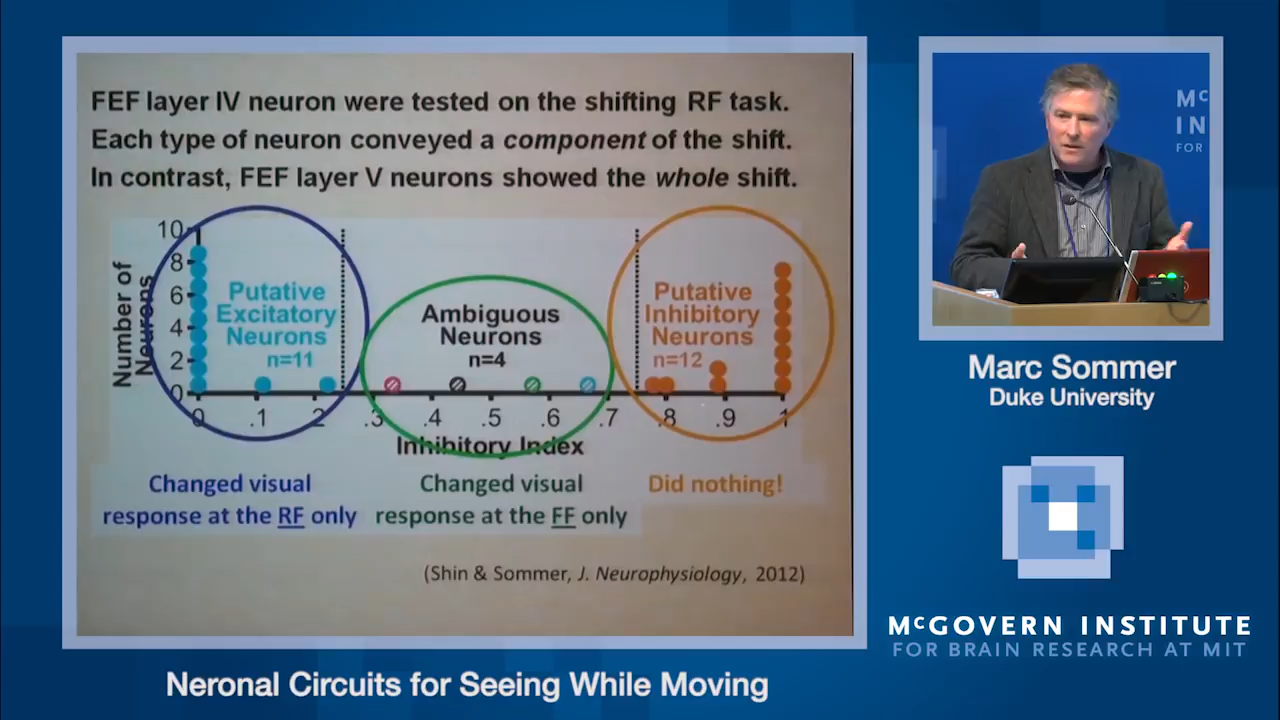 FEF layer IV neuron were tested on the shifting RF task.
Each type of neuron conveyed a component of the shift.
In contrast, FEF layer V neurons showed the whole shift.
10
8
6
4
2
0
Number of
Neurons
Putative
Excitatory
Neurons
n=11
Ambiguous
Neurons
n=4
Putative
Inhibitory
Neurons
n=12
0 .1 .2 .3 .4 .5 .6 .7 .8 .9 1
Inhibitory Index
Changed visual
response at the RF only
Changed visual
response at the FF only
Did nothing!
(Shin & Sommer, J. Neurophysiology, 2012)
Mc
IN
FOR
Marc Sommer
Duke University
McGOVERN INSTITUTE
FOR BRAIN RESEARCH AT MIT
Neronal Circuits for Seeing While Moving